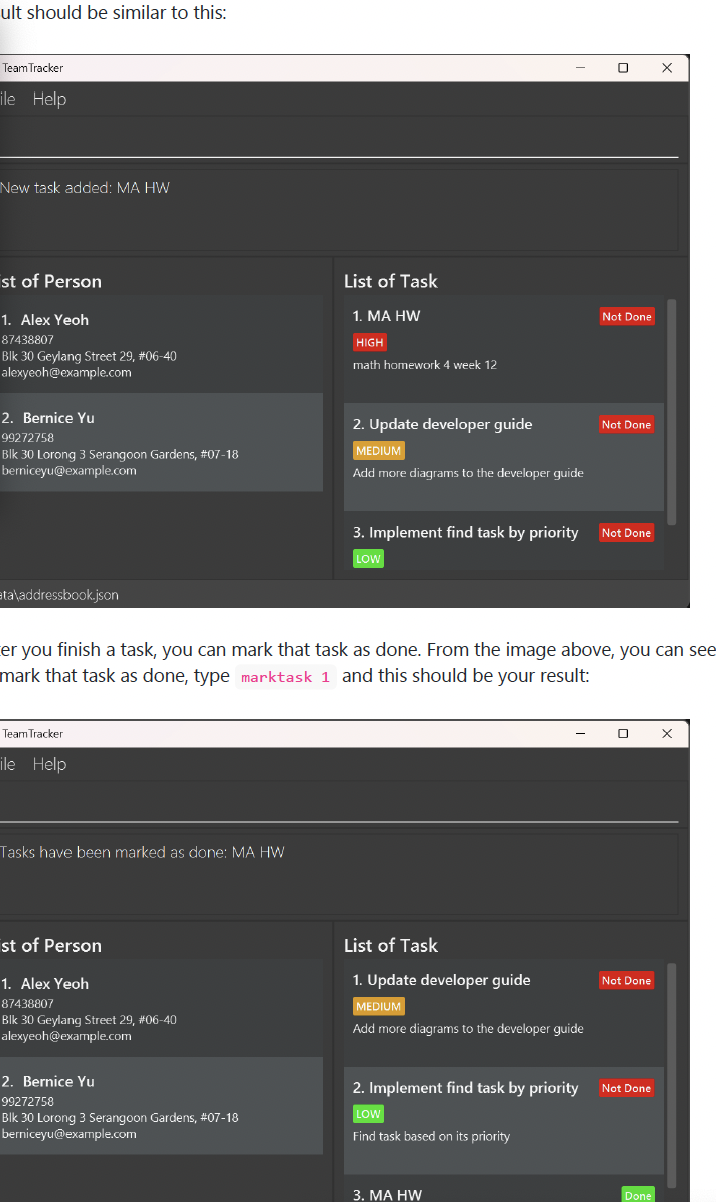 ult should be similar to this:
TeamTracker
ile Help
New task added: MA HW
ist of Person
1. Alex Yeoh
87438807
Blk 30 Geylang Street 29, #06-40
alexyeoh@example.com
2. Bernice Yu
99272758
Blk 30 Lorong 3 Serangoon Gardens, #07-18
berniceyu@example.com
List of Task
1. MA HW Not Done
HIGH
math homework 4 week 12
2. Update developer guide Not Done
MEDIUM
Add more diagrams to the developer guide
3. Implement find task by priority Not Done
LOW
ata\addressbook.json
er you finish a task, you can mark that task as done. From the image above, you can see
mark that task as done, type marktask 1 and this should be your result:
TeamTracker
ile Help
Tasks have been marked as done: MA HW
ist of Person
1. Alex Yeoh
87438807
Blk 30 Geylang Street 29, #06-40
alexyeoh@example.com
2. Bernice Yu
99272758
Blk 30 Lorong 3 Serangoon Gardens, #07-18
berniceyu@example.com
List of Task
1. Update developer guide Not Done
MEDIUM
Add more diagrams to the developer guide
2. Implement find task by priority Not Done
LOW
Find task based on its priority
3. MA HW Done